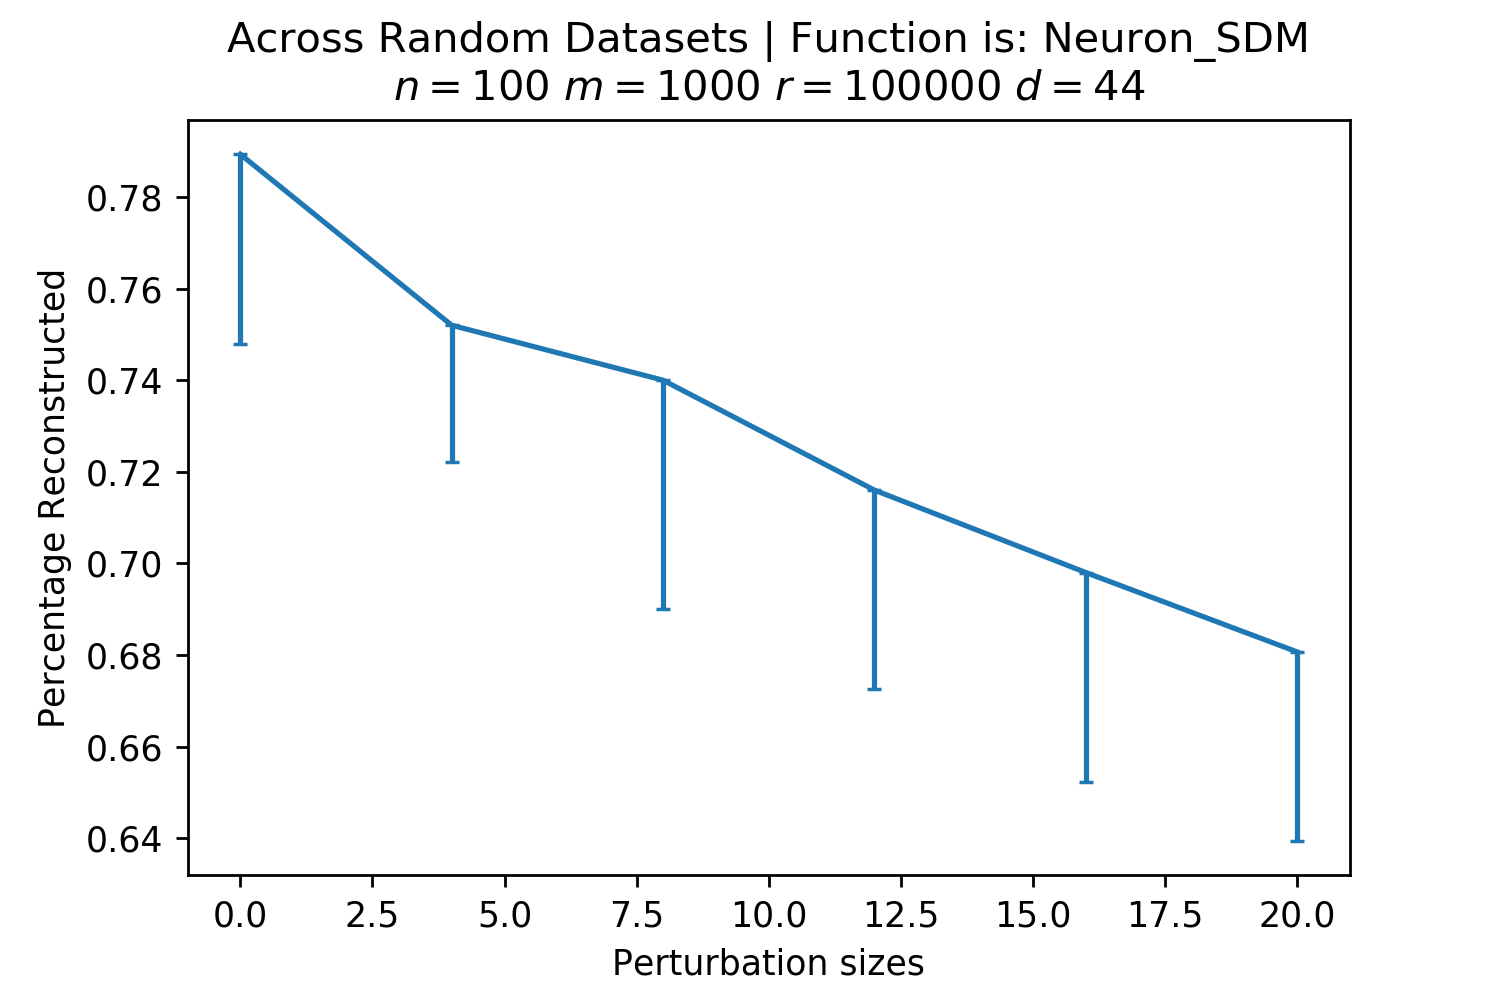 Across Random Datasets | Function is: Neuron_SDM
n = 100 m = 1000 r = 100000 d = 44
Percentage Reconstructed
0.78
0.76
0.74
0.72
0.70
0.68
0.66
0.64
0.0 2.5 5.0 7.5 10.0 12.5 15.0 17.5 20.0
Perturbation sizes